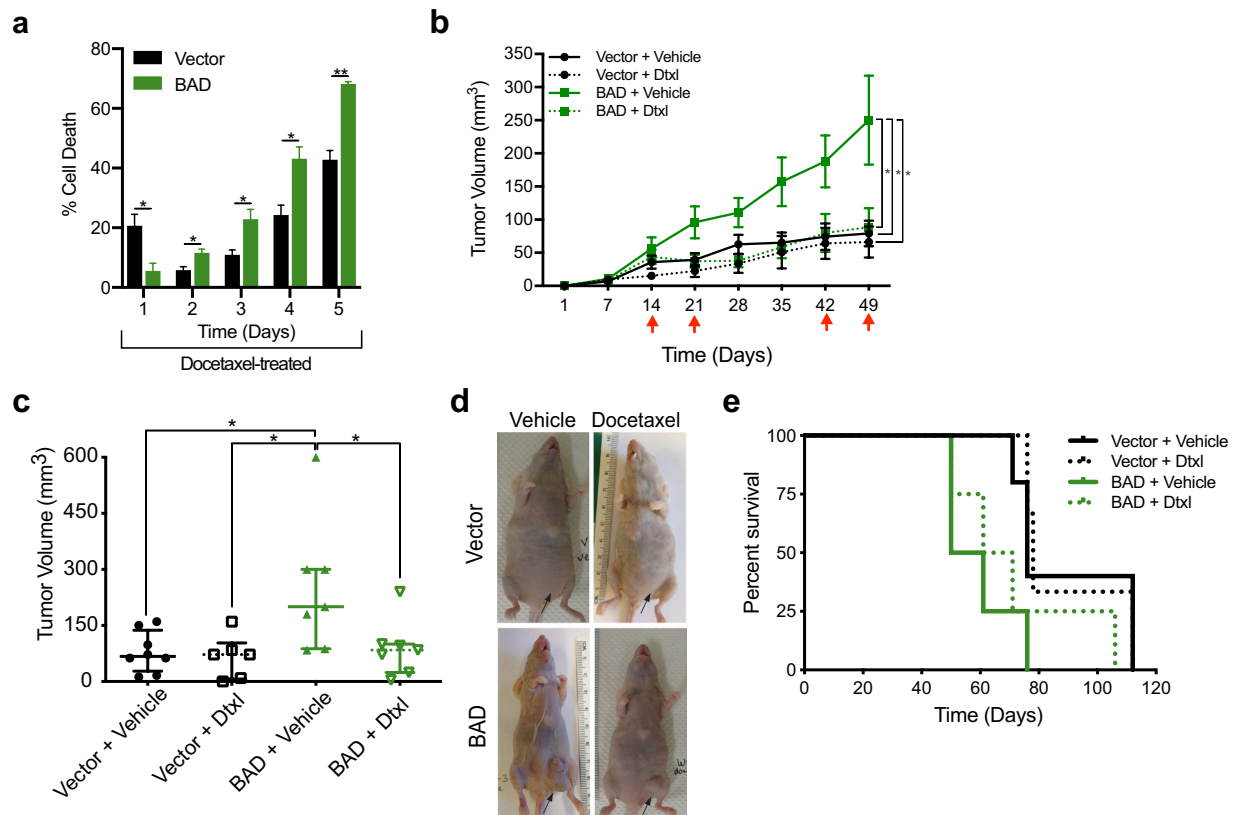 a
80
60
40
20
0
% Cell Death
Vector
BAD
*
*
*
*
**
1 2 3 4 5
Time (Days)
Docetaxel-treated
b
350
300
250
200
150
100
50
0
Tumor Volume (mm3)
Vector + Vehicle
Vector + Dtxl
BAD + Vehicle
BAD + Dtxl
* * *
1 7 14 21 28 35 42 49
Time (Days)
c
600
450
300
150
0
Tumor Volume (mm3)
*
*
*
Vector + Vehicle
Vector + Dtxl
BAD + Vehicle
BAD + Dtxl
d
Vehicle Docetaxel
Vector
BAD
e
100
75
50
25
0
Percent survival
Vector + Vehicle
Vector + Dtxl
BAD + Vehicle
BAD + Dtxl
0 20 40 60 80 100 120
Time (Days)